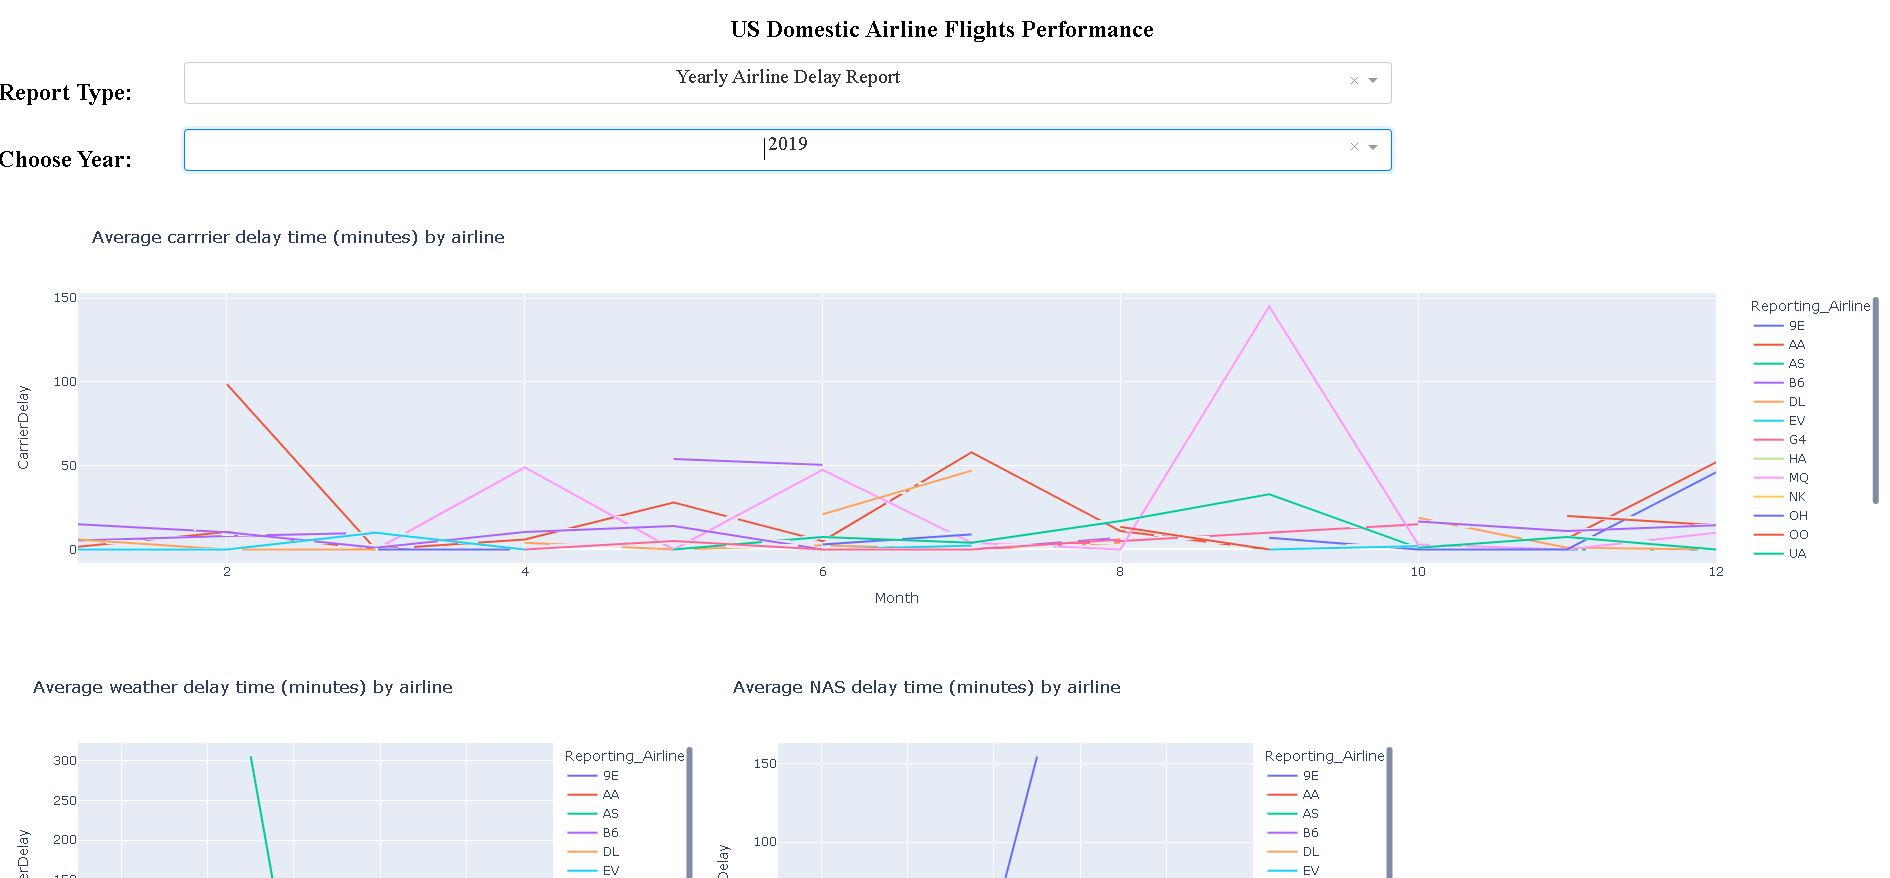 US Domestic Airline Flights Performance
Report Type:
Yearly Airline Delay Report
×
Choose Year:
2019
×
Average carrrier delay time (minutes) by airline
150
100
50
0
CarrierDelay
2
4
6
8
10
12
Month
Reporting_Airline
9E
AA
AS
B6
DL
EV
G4
HA
MQ
NK
OH
OO
UA
Average weather delay time (minutes) by airline
300
250
200
erDelay
Reporting_Airline
9E
AA
AS
B6
DL
EV
Average NAS delay time (minutes) by airline
150
100
Delay
Reporting_Airline
9E
AA
AS
B6
DL
EV